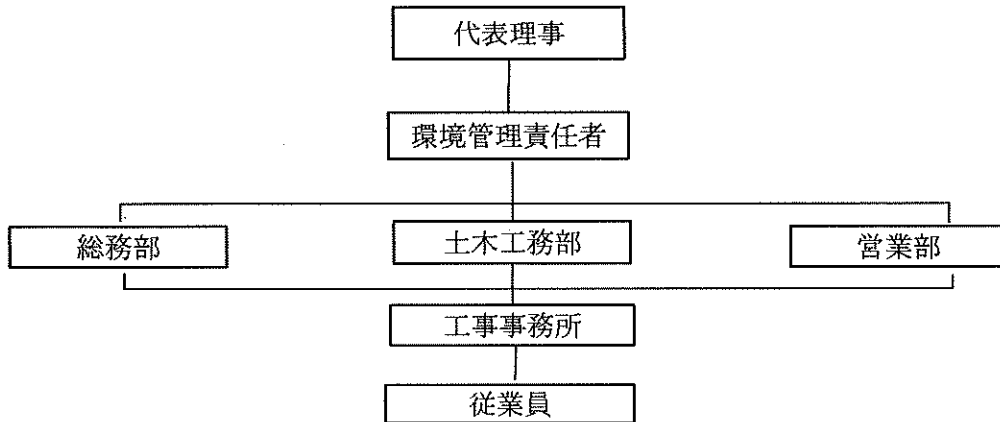 代表理事
環境管理責任者
総務部
土木工務部
営業部
工事事務所
従業員